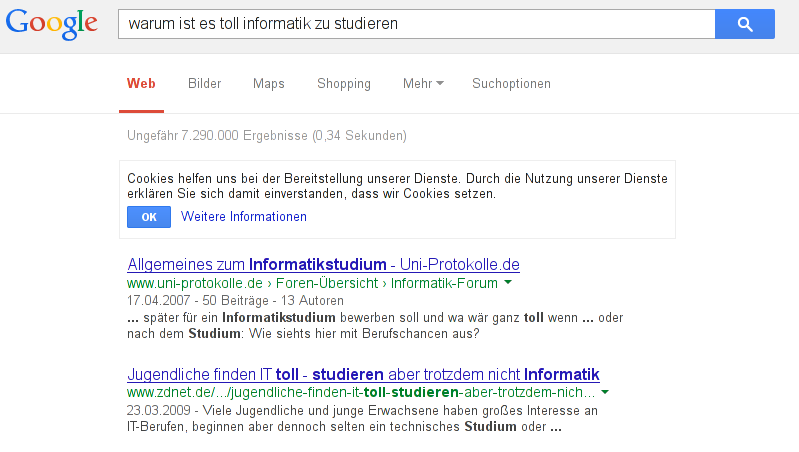 Google warum ist es toll informatik zu studieren
Web Bilder Maps Shopping Mehr Suchoptionen
Ungefähr 7.290.000 Ergebnisse (0,34 Sekunden)
Cookies helfen uns bei der Bereitstellung unserer Dienste. Durch die Nutzung unserer Dienste
erklären Sie sich damit einverstanden, dass wir Cookies setzen.
OK Weitere Informationen
Allgemeines zum Informatikstudium - Uni-Protokolle.de
www.uni-protokolle.de › Foren-Übersicht › Informatik-Forum
17.04.2007 - 50 Beiträge - 13 Autoren
... später für ein Informatikstudium bewerben soll und wa wär ganz toll wenn ... oder
nach dem Studium: Wie siehts hier mit Berufschancen aus?
Jugendliche finden IT toll - studieren aber trotzdem nicht Informatik
www.zdnet.de/.../jugendliche-finden-it-toll-studieren-aber-trotzdem-nich...
23.03.2009 - Viele Jugendliche und junge Erwachsene haben großes Interesse an
IT-Berufen, beginnen aber dennoch selten ein technisches Studium oder ...